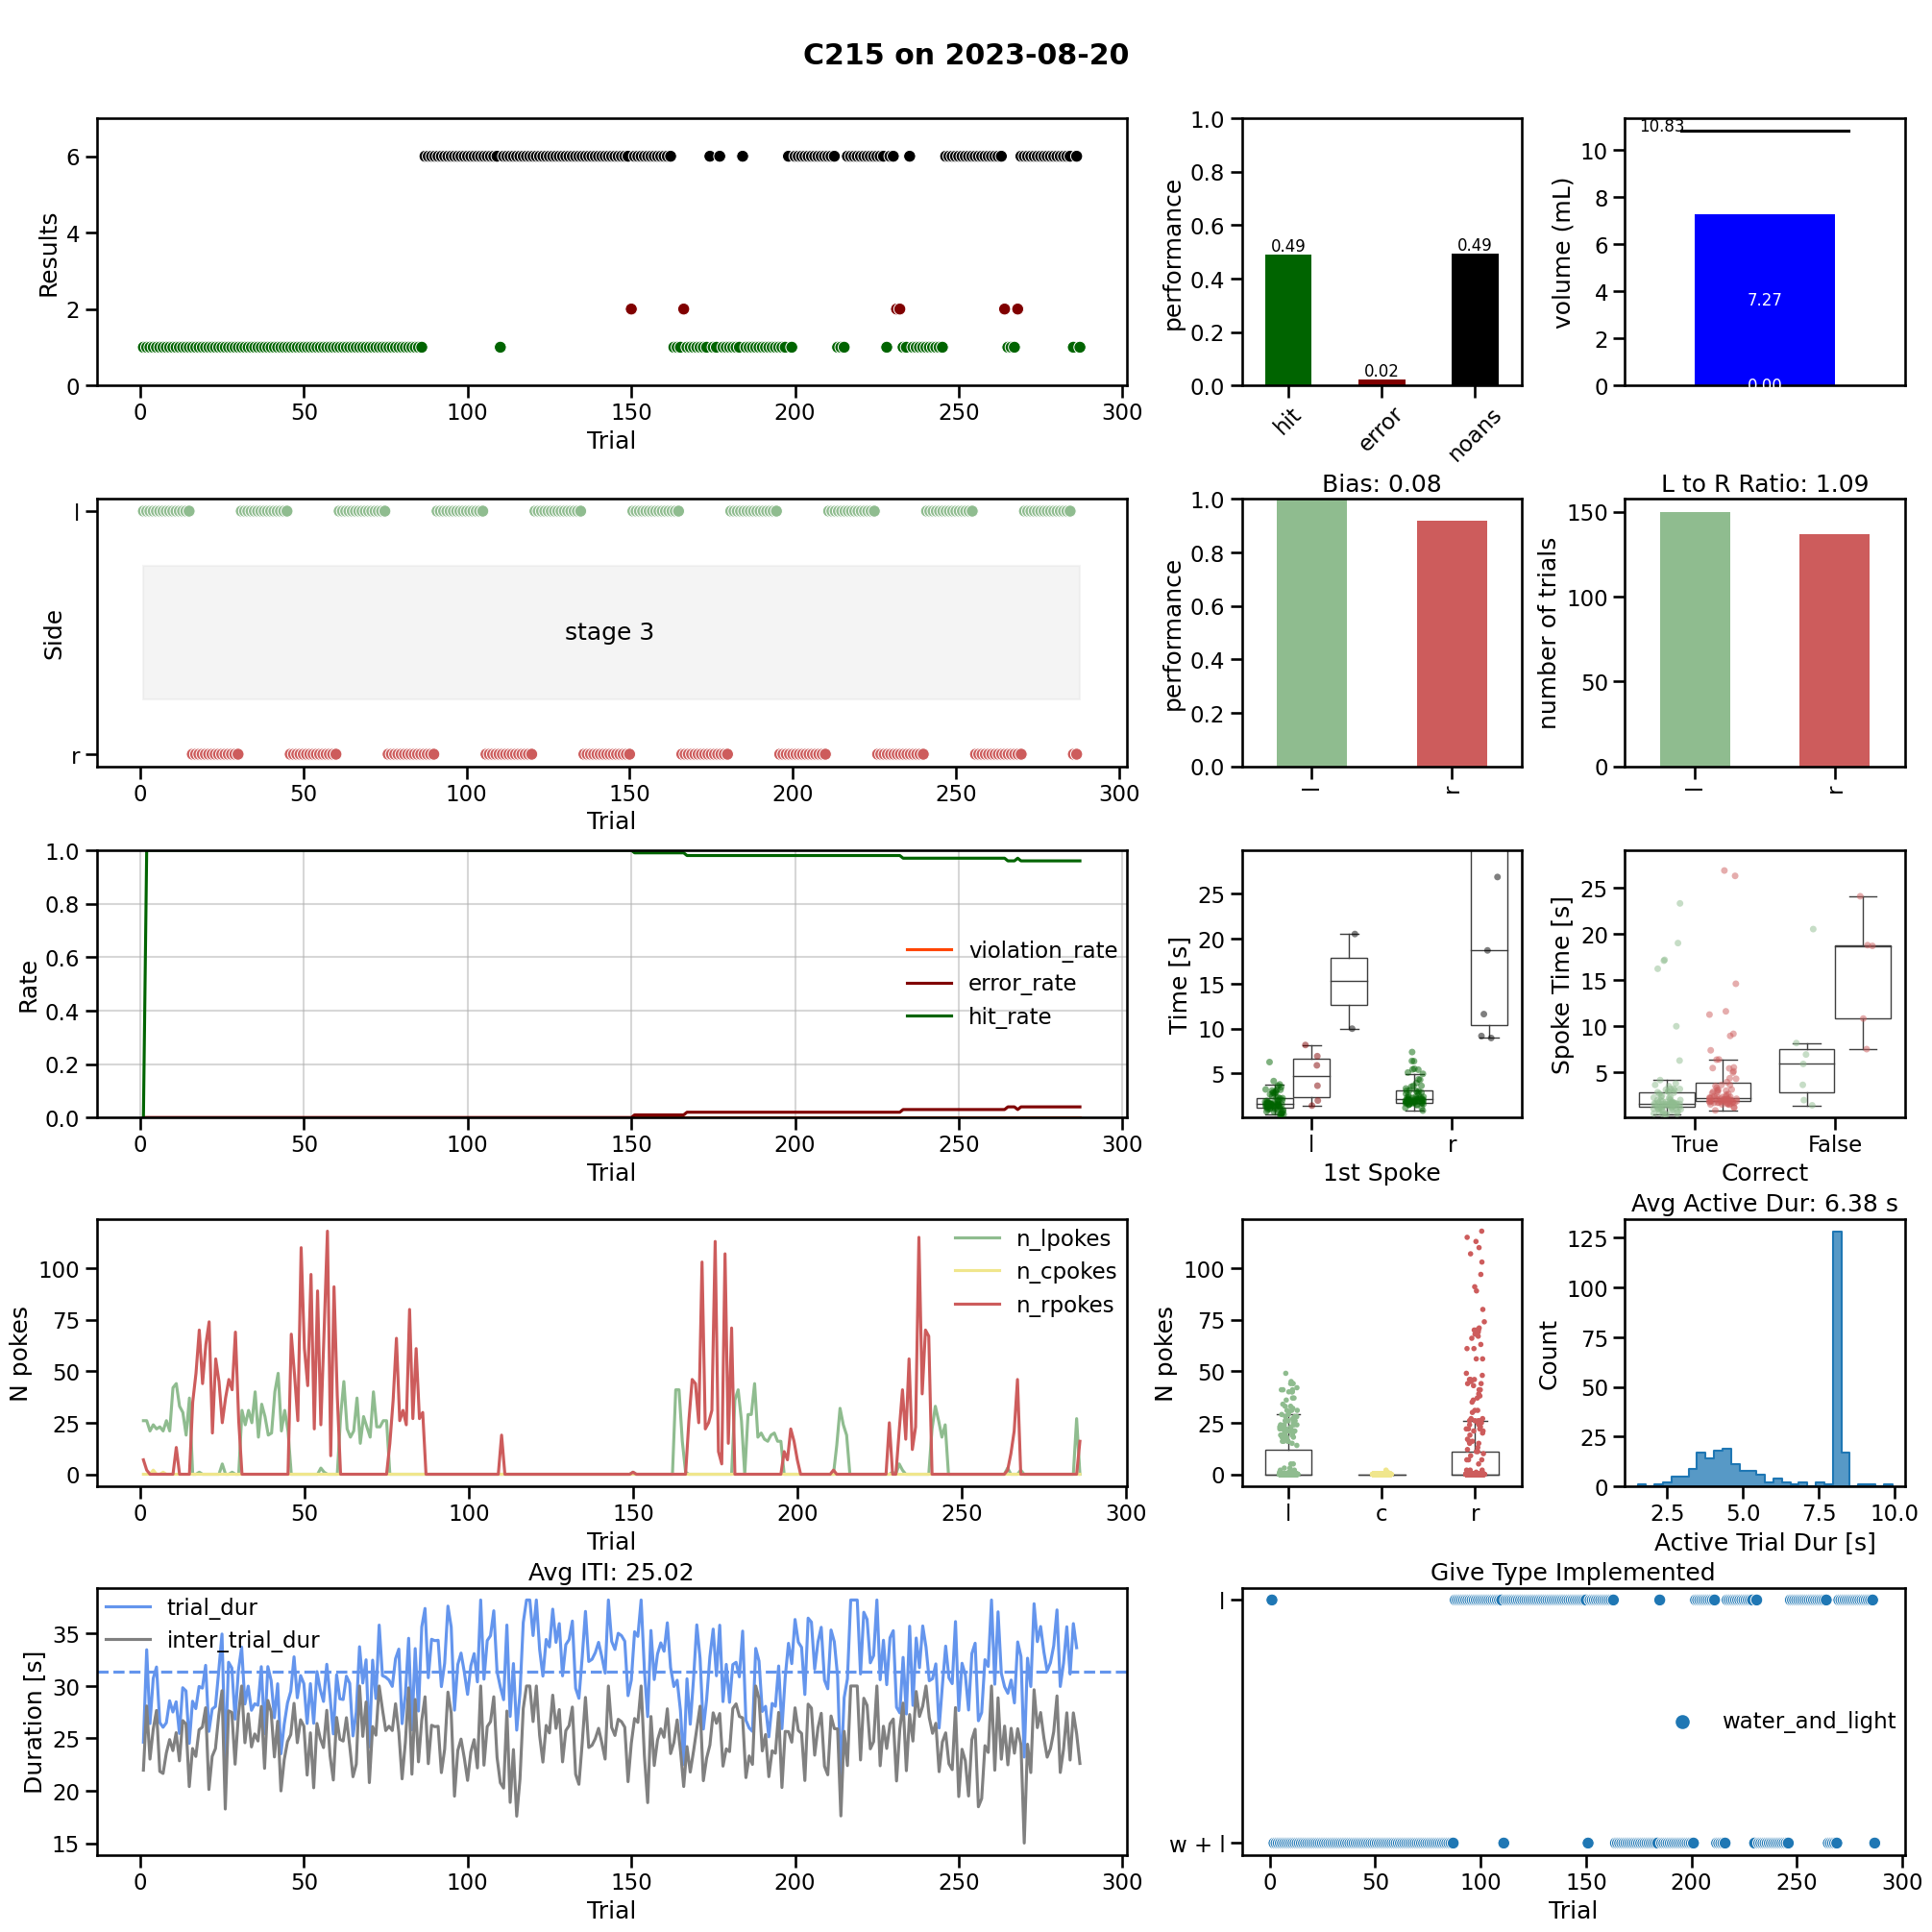 C215 on 2023-08-20
6
4
2
0
Results
0 50 100 150 200 250 300
Trial
1.0
0.8
0.6
0.4
0.2
0.0
performance
0.49
0.02
0.49
hit error noans
10
8
6
4
2
0
volume (mL)
10.83
7.27
0.00
l
r
Side
stage 3
0 50 100 150 200 250 300
Trial
Bias: 0.08
1.0
0.8
0.6
0.4
0.2
0.0
performance
l r
L to R Ratio: 1.09
150
100
50
0
number of trials
l r
1.0
0.8
0.6
0.4
0.2
0.0
Rate
violation_rate
error_rate
hit_rate
0 50 100 150 200 250 300
Trial
25
20
15
10
5
Time [s]
l r
1st Spoke
25
20
15
10
5
Spoke Time [s]
True False
Correct
100
75
50
25
0
N pokes
n_lpokes
n_cpokes
n_rpokes
0 50 100 150 200 250 300
Trial
100
75
50
25
0
N pokes
l c r
Avg Active Dur: 6.38 s
125
100
75
50
25
0
Count
2.5 5.0 7.5 10.0
Active Trial Dur [s]
Avg ITI: 25.02
35
30
25
20
15
Duration [s]
trial_dur
inter_trial_dur
0 50 100 150 200 250 300
Trial
Give Type Implemented
l
w + l
water_and_light
0 50 100 150 200 250 300
Trial